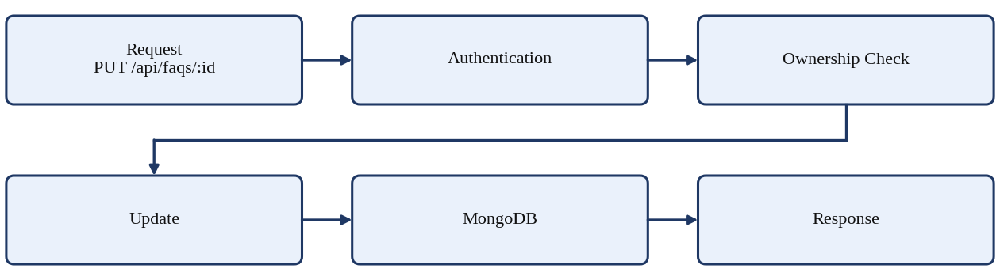 Request
PUT /api/faqs/:id
Authentication
Ownership Check
Update
MongoDB
Response